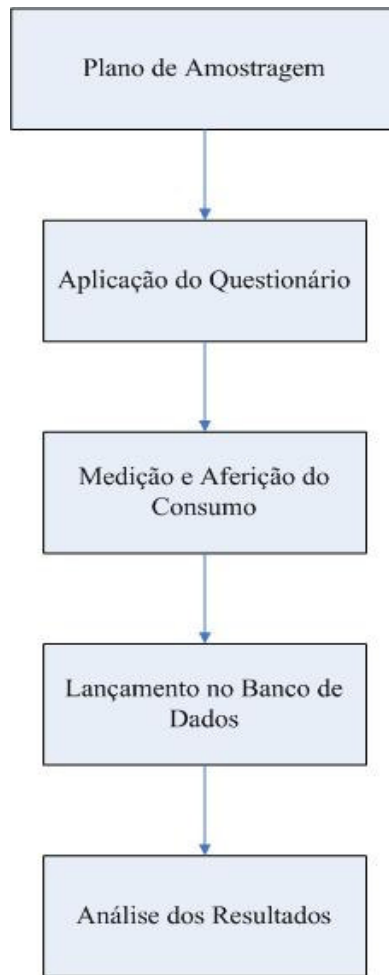 Plano de Amostragem
Aplicação do Questionário
Medição e Aferição do
Consumo
Lançamento no Banco de
Dados
Análise dos Resultados